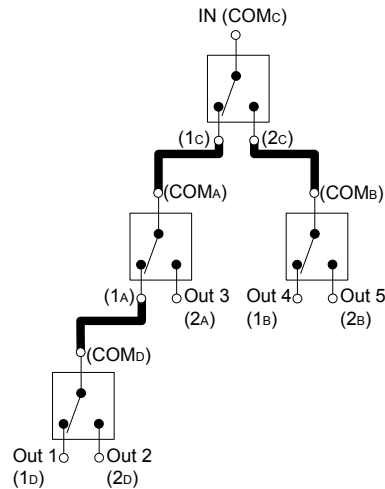 IN (COMC)
(1C) (2C)
(COMA) (COMB)
(1A) Out 3 Out 4 Out 5
(2A) (1B) (2B)
(COMD)
Out 1 Out 2
(1D) (2D)